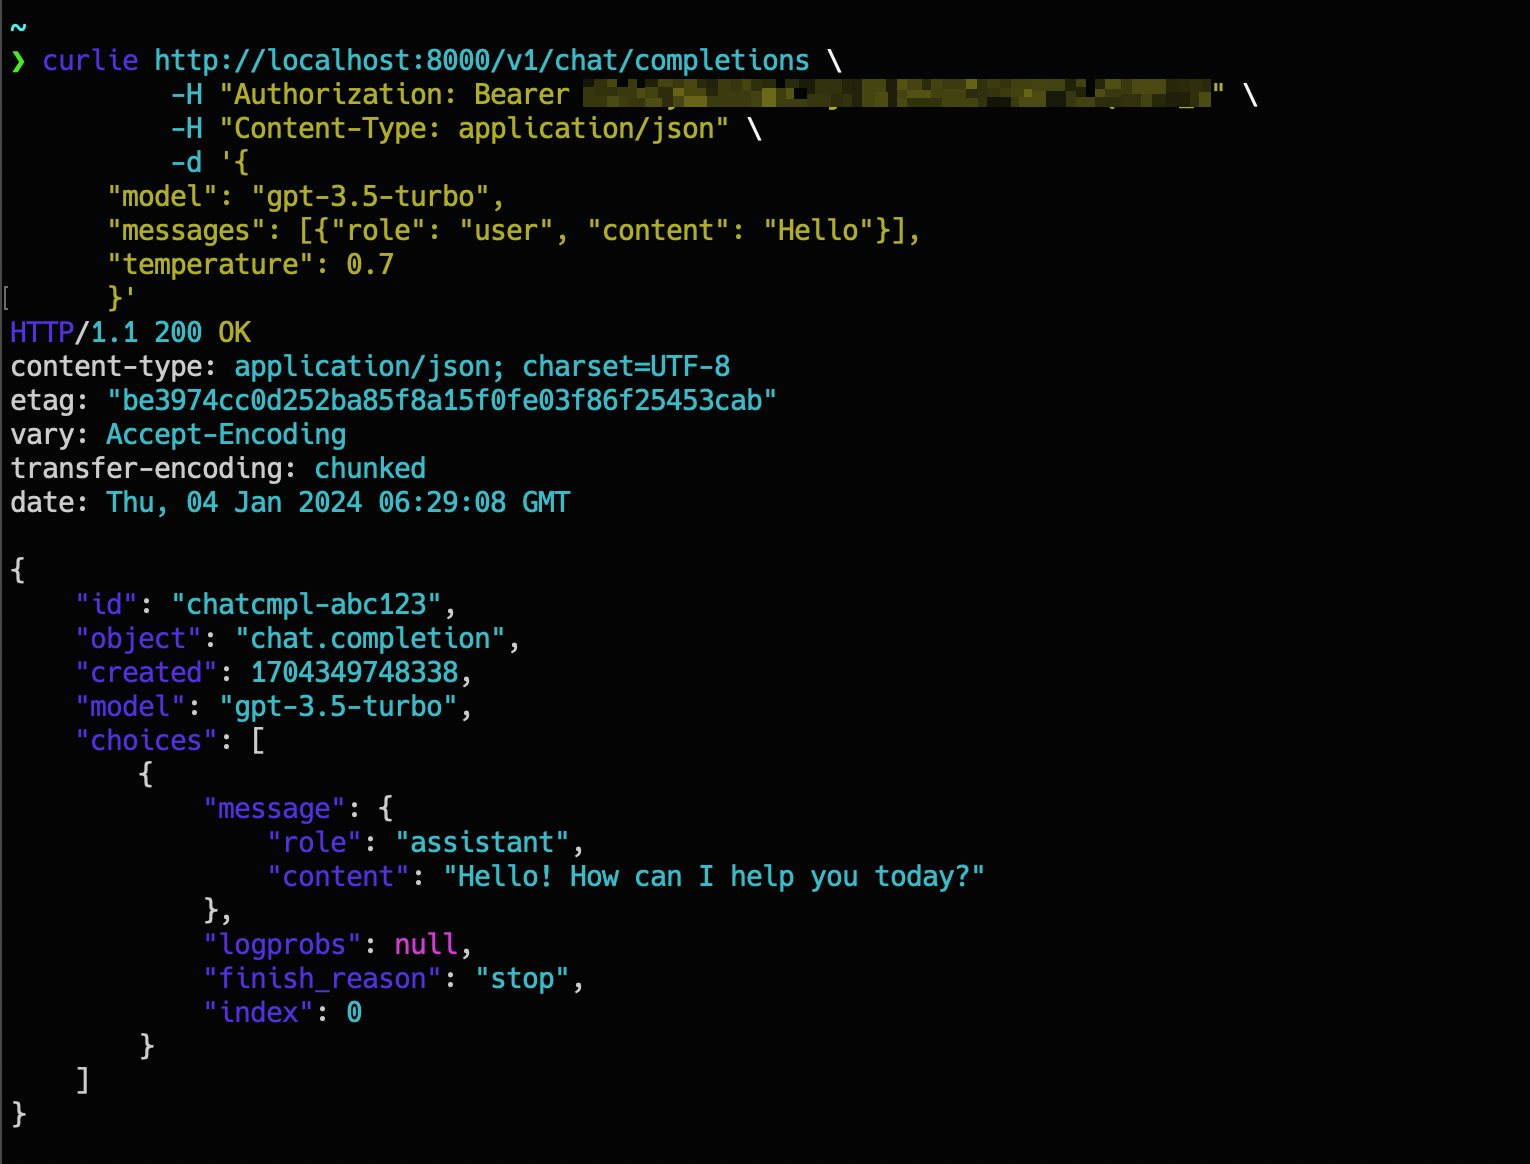 ~
❯ curlie http://localhost:8000/v1/chat/completions \
-H "Authorization: Bearer " \
-H "Content-Type: application/json" \
-d '{
"model": "gpt-3.5-turbo",
"messages": [{"role": "user", "content": "Hello"}],
"temperature": 0.7
}'
HTTP/1.1 200 OK
content-type: application/json; charset=UTF-8
etag: "be3974cc0d252ba85f8a15f0fe03f86f25453cab"
vary: Accept-Encoding
transfer-encoding: chunked
date: Thu, 04 Jan 2024 06:29:08 GMT
{
"id": "chatcmpl-abc123",
"object": "chat.completion",
"created": 1704349748338,
"model": "gpt-3.5-turbo",
"choices": [
{
"message": {
"role": "assistant",
"content": "Hello! How can I help you today?"
},
"logprobs": null,
"finish_reason": "stop",
"index": 0
}
]
}